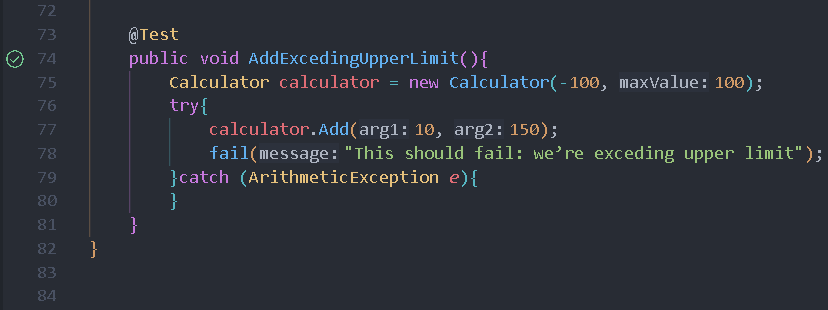 72
73 @Test
74 public void AddExcedingUpperLimit(){
75 Calculator calculator = new Calculator(-100, maxValue: 100);
76 try{
77 calculator.Add(arg1: 10, arg2: 150);
78 fail(message: "This should fail: we’re exceding upper limit");
79 }catch (ArithmeticException e){
80 }
81 }
82 }
83
84